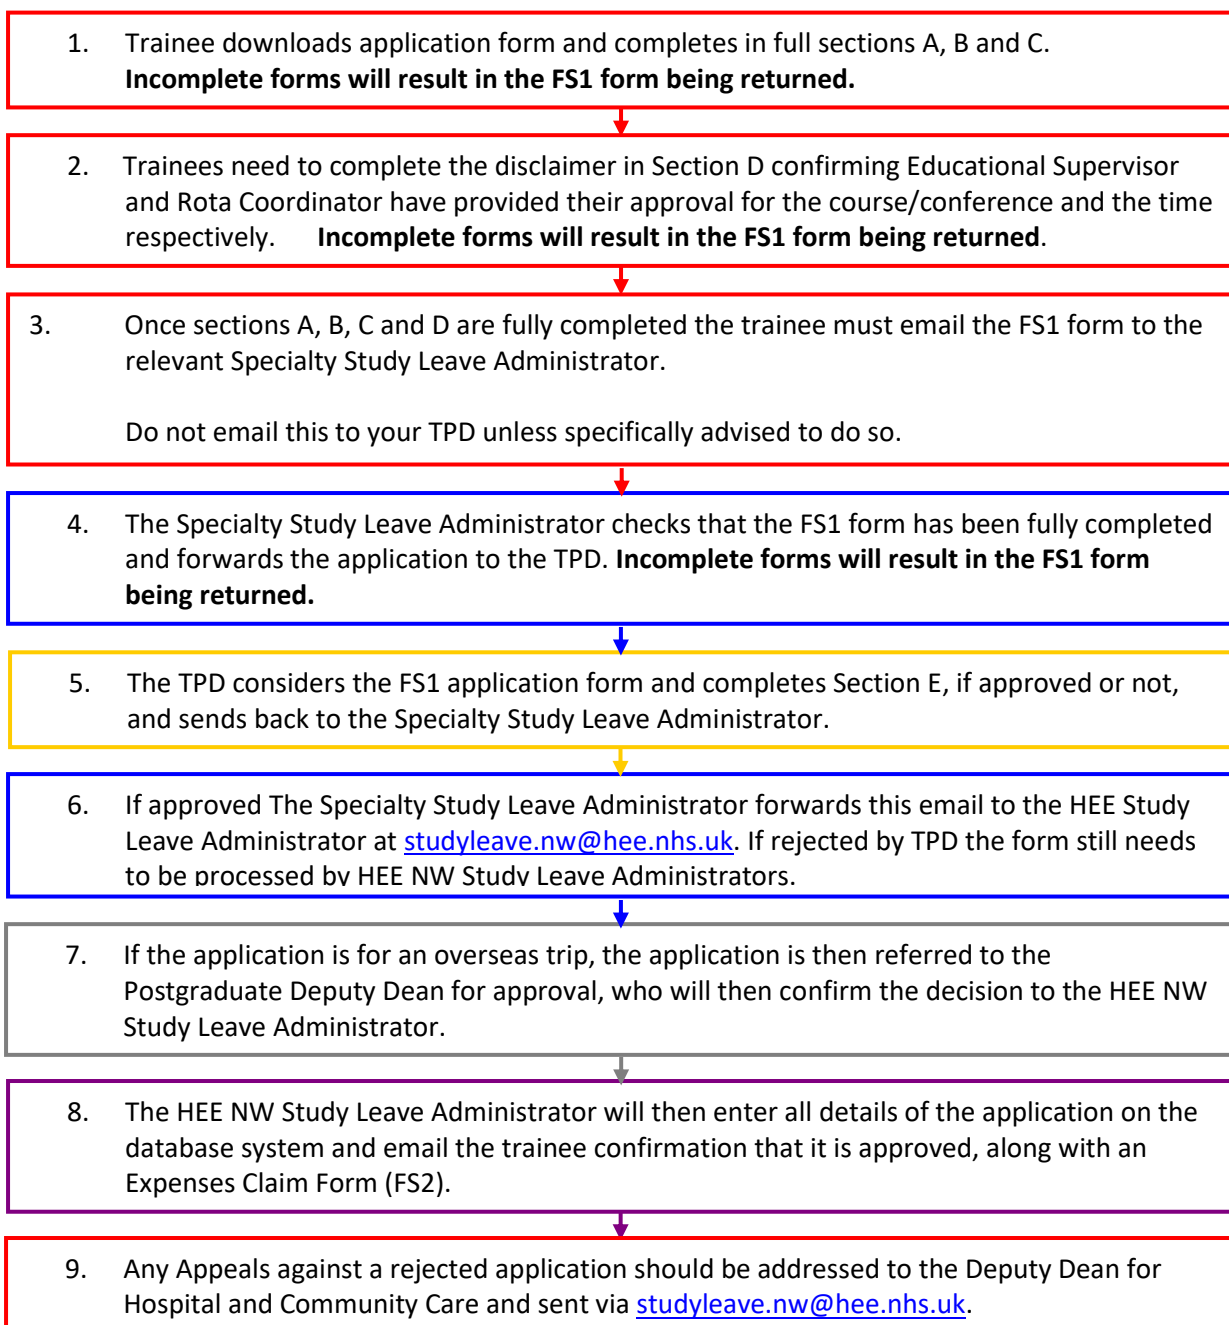 1. Trainee downloads application form and completes in full sections A, B and C.
Incomplete forms will result in the FS1 form being returned.
2. Trainees need to complete the disclaimer in Section D confirming Educational Supervisor
and Rota Coordinator have provided their approval for the course/conference and the time
respectively. Incomplete forms will result in the FS1 form being returned.
3. Once sections A, B, C and D are fully completed the trainee must email the FS1 form to the
relevant Specialty Study Leave Administrator.
Do not email this to your TPD unless specifically advised to do so.
4. The Specialty Study Leave Administrator checks that the FS1 form has been fully completed
and forwards the application to the TPD. Incomplete forms will result in the FS1 form
being returned.
5. The TPD considers the FS1 application form and completes Section E, if approved or not,
and sends back to the Specialty Study Leave Administrator.
6. If approved The Specialty Study Leave Administrator forwards this email to the HEE Study
Leave Administrator at studyleave.nw@hee.nhs.uk. If rejected by TPD the form still needs
to be processed by HEE NW Study Leave Administrators.
7. If the application is for an overseas trip, the application is then referred to the
Postgraduate Deputy Dean for approval, who will then confirm the decision to the HEE NW
Study Leave Administrator.
8. The HEE NW Study Leave Administrator will then enter all details of the application on the
database system and email the trainee confirmation that it is approved, along with an
Expenses Claim Form (FS2).
9. Any Appeals against a rejected application should be addressed to the Deputy Dean for
Hospital and Community Care and sent via studyleave.nw@hee.nhs.uk.